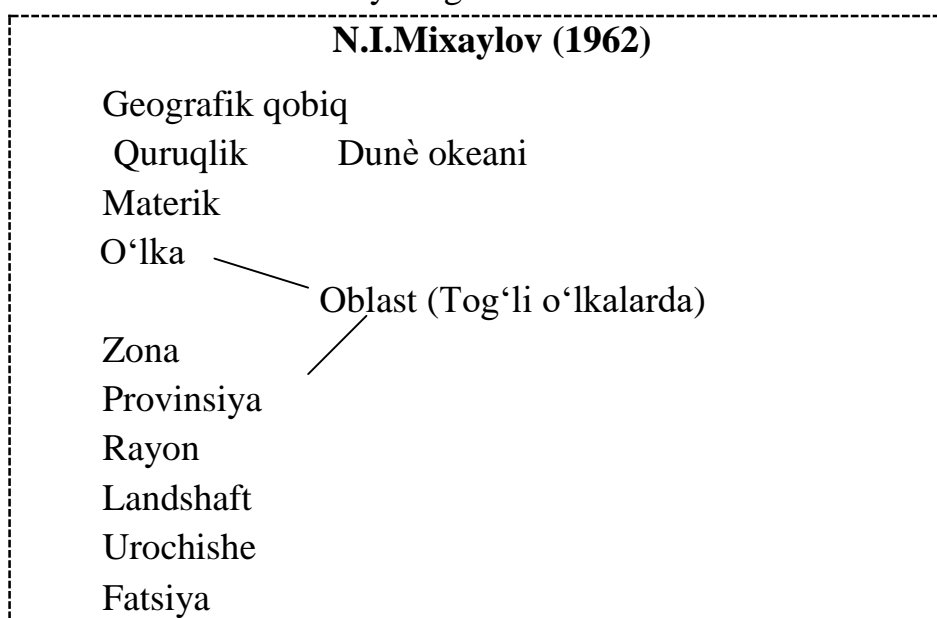 N.I.Mixaylov (1962)
Geografik qobiq
Quruqlik Dunè okeani
Materik
O‘lka
Oblast (Tog‘li o‘lkalarda)
Zona
Provinsiya
Rayon
Landshaft
Urochishe
Fatsiya